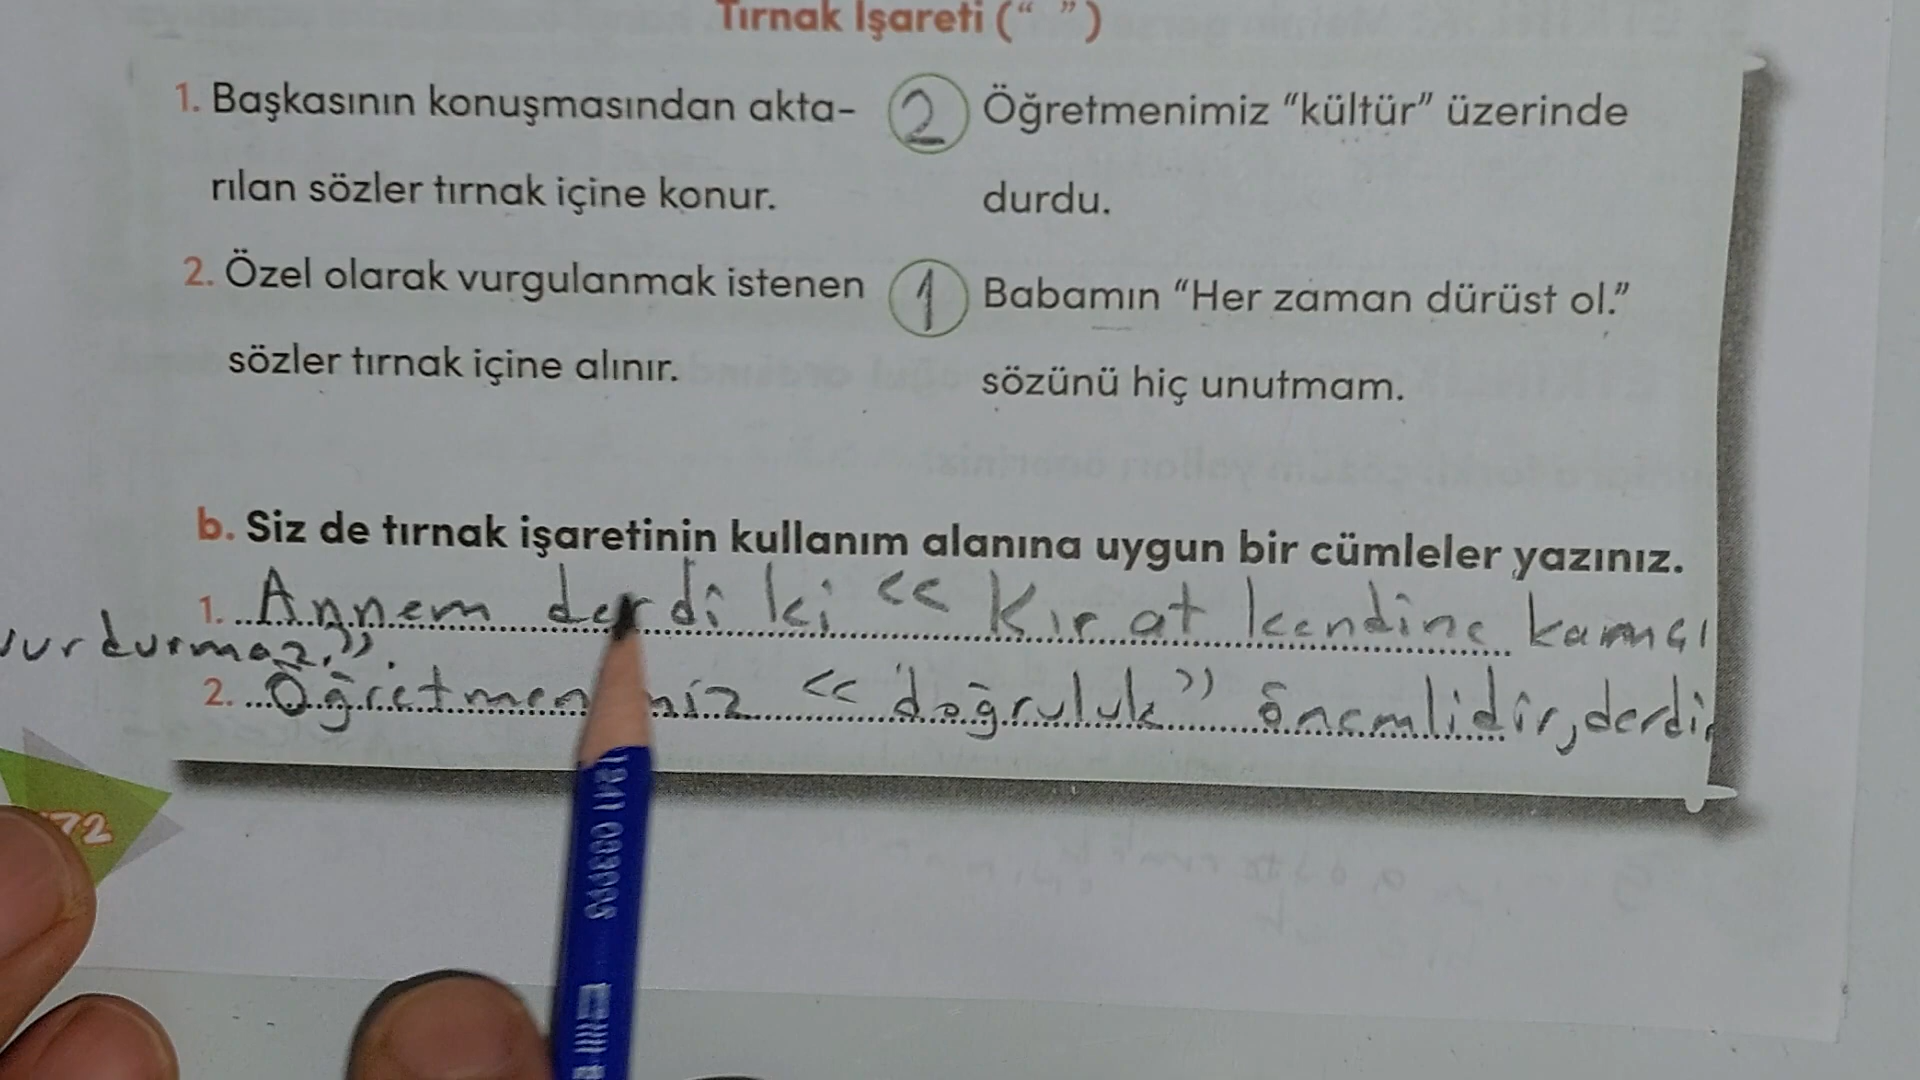 Tırnak İşareti (“ ”)
1. Başkasının konuşmasından akta-
rılan sözler tırnak içine konur.
2. Özel olarak vurgulanmak istenen
sözler tırnak içine alınır.
2 Öğretmenimiz “kültür” üzerinde
durdu.
1 Babamın “Her zaman dürüst ol.”
sözünü hiç unutmam.
b. Siz de tırnak işaretinin kullanım alanına uygun bir cümleler yazınız.
1. Annem derdi ki “Kır at kendine kamçı
vurdurmaz.”.
2. Öğretmenimiz “doğruluk” önemlidir, derdi
72